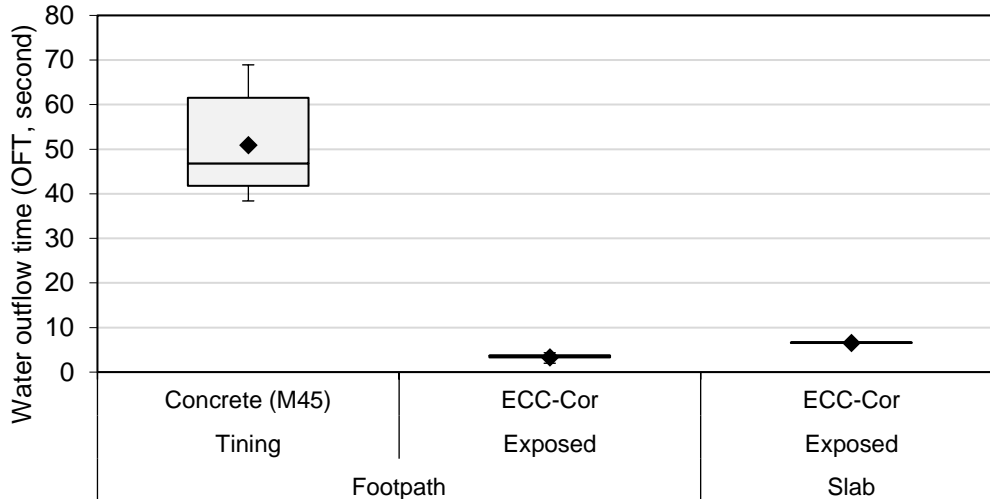 Water outflow time (OFT, second)
80
70
60
50
40
30
20
10
0
Concrete (M45) ECC-Cor ECC-Cor
Tining Exposed Exposed
Footpath Slab